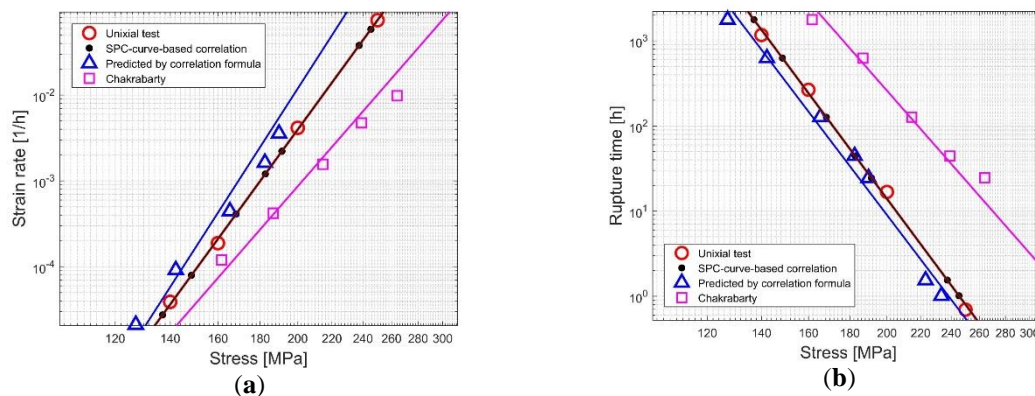 Strain rate [1/h]
10^-2
10^-3
10^-4
Unixial test
SPC-curve-based correlation
Predicted by correlation formula
Chakrabarty
120 140 160 180 200 220 240 260 280 300
Stress [MPa]
(a)
Rupture time [h]
10^3
10^2
10^1
10^0
Unixial test
SPC-curve-based correlation
Predicted by correlation formula
Chakrabarty
120 140 160 180 200 220 240 260 280 300
Stress [MPa]
(b)